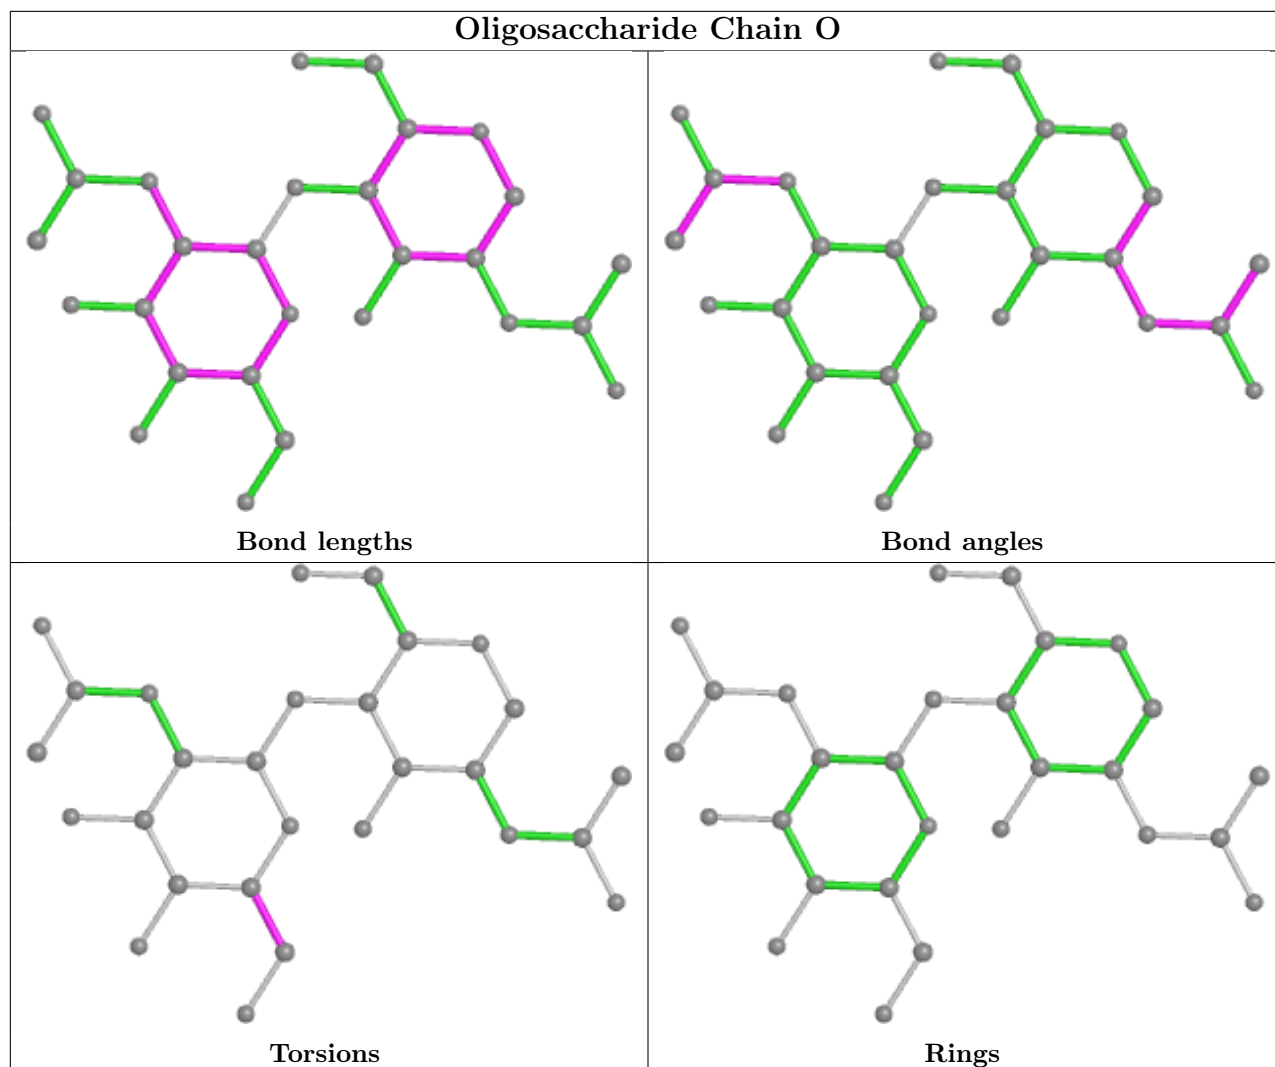 Oligosaccharide Chain O
Bond lengths
Bond angles
Torsions
Rings